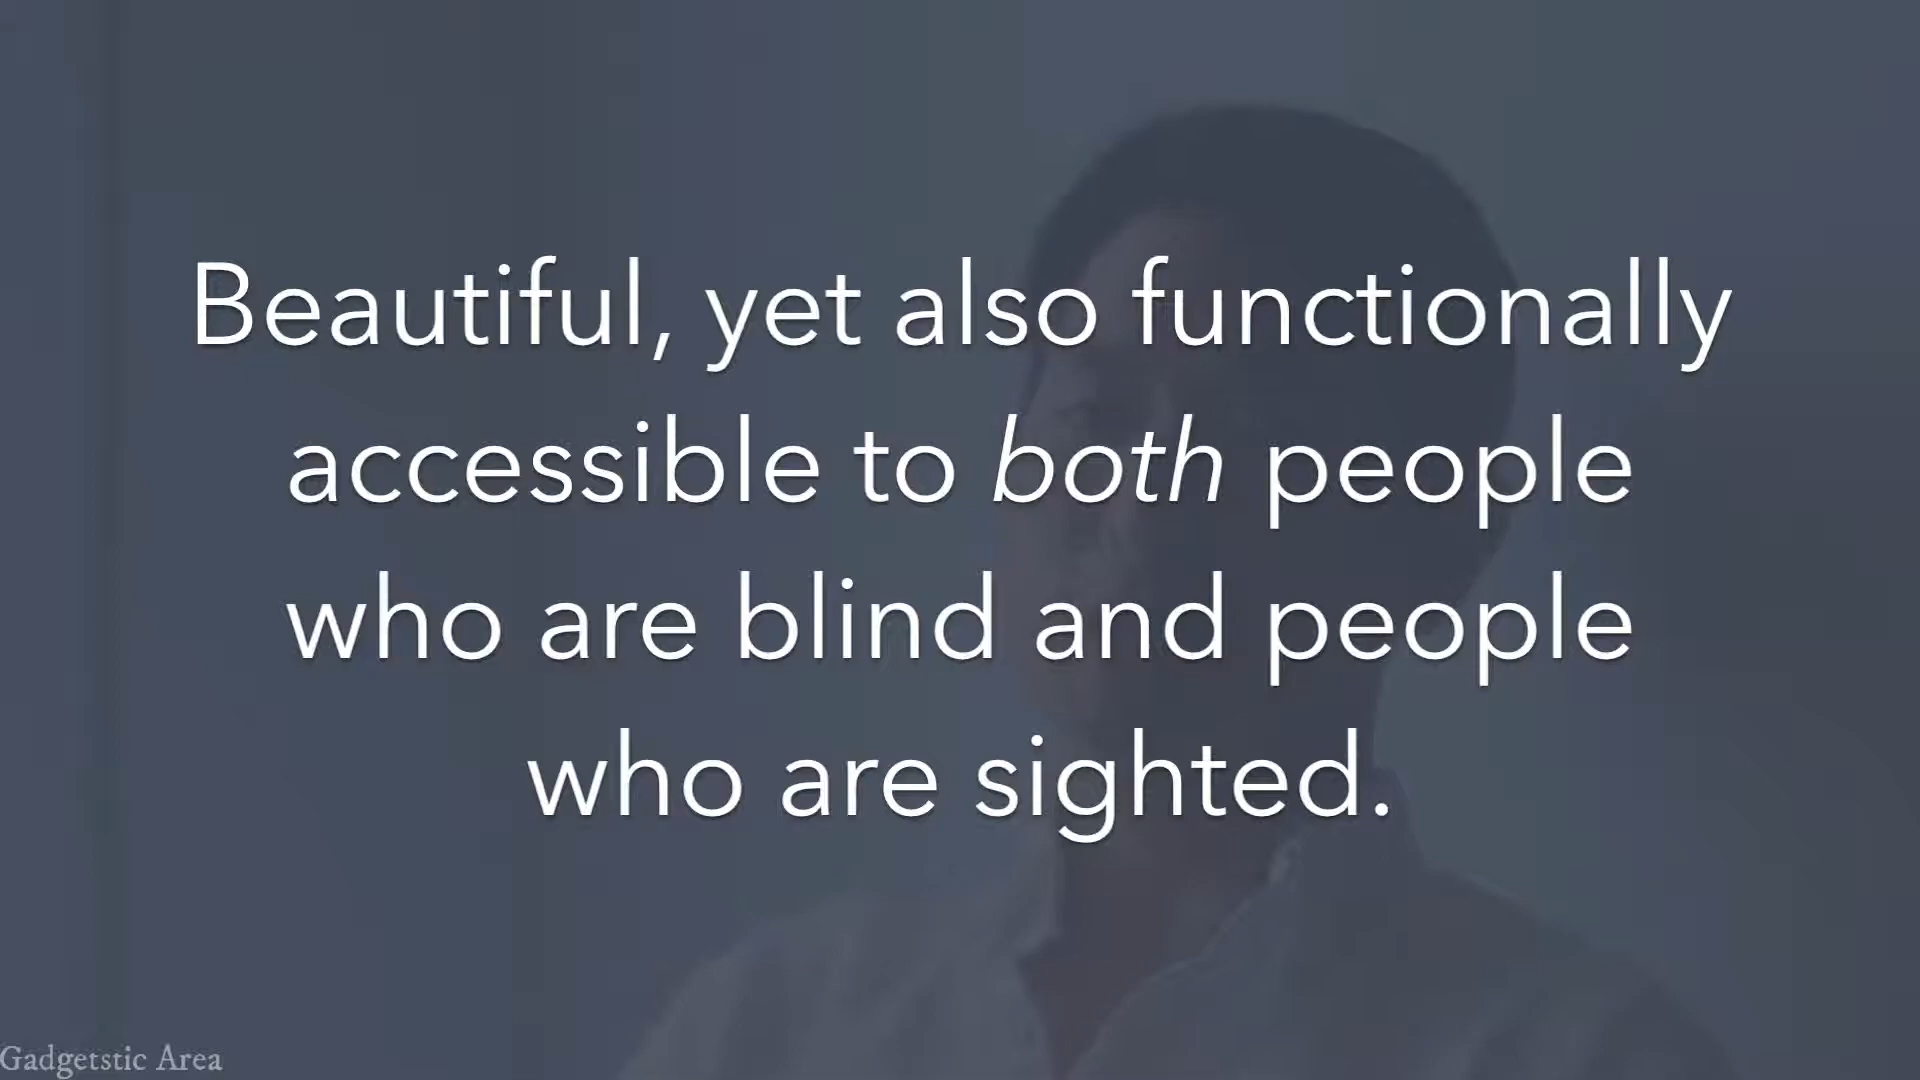 Beautiful, yet also functionally
accessible to both people
who are blind and people
who are sighted.
Gadgetstic Area